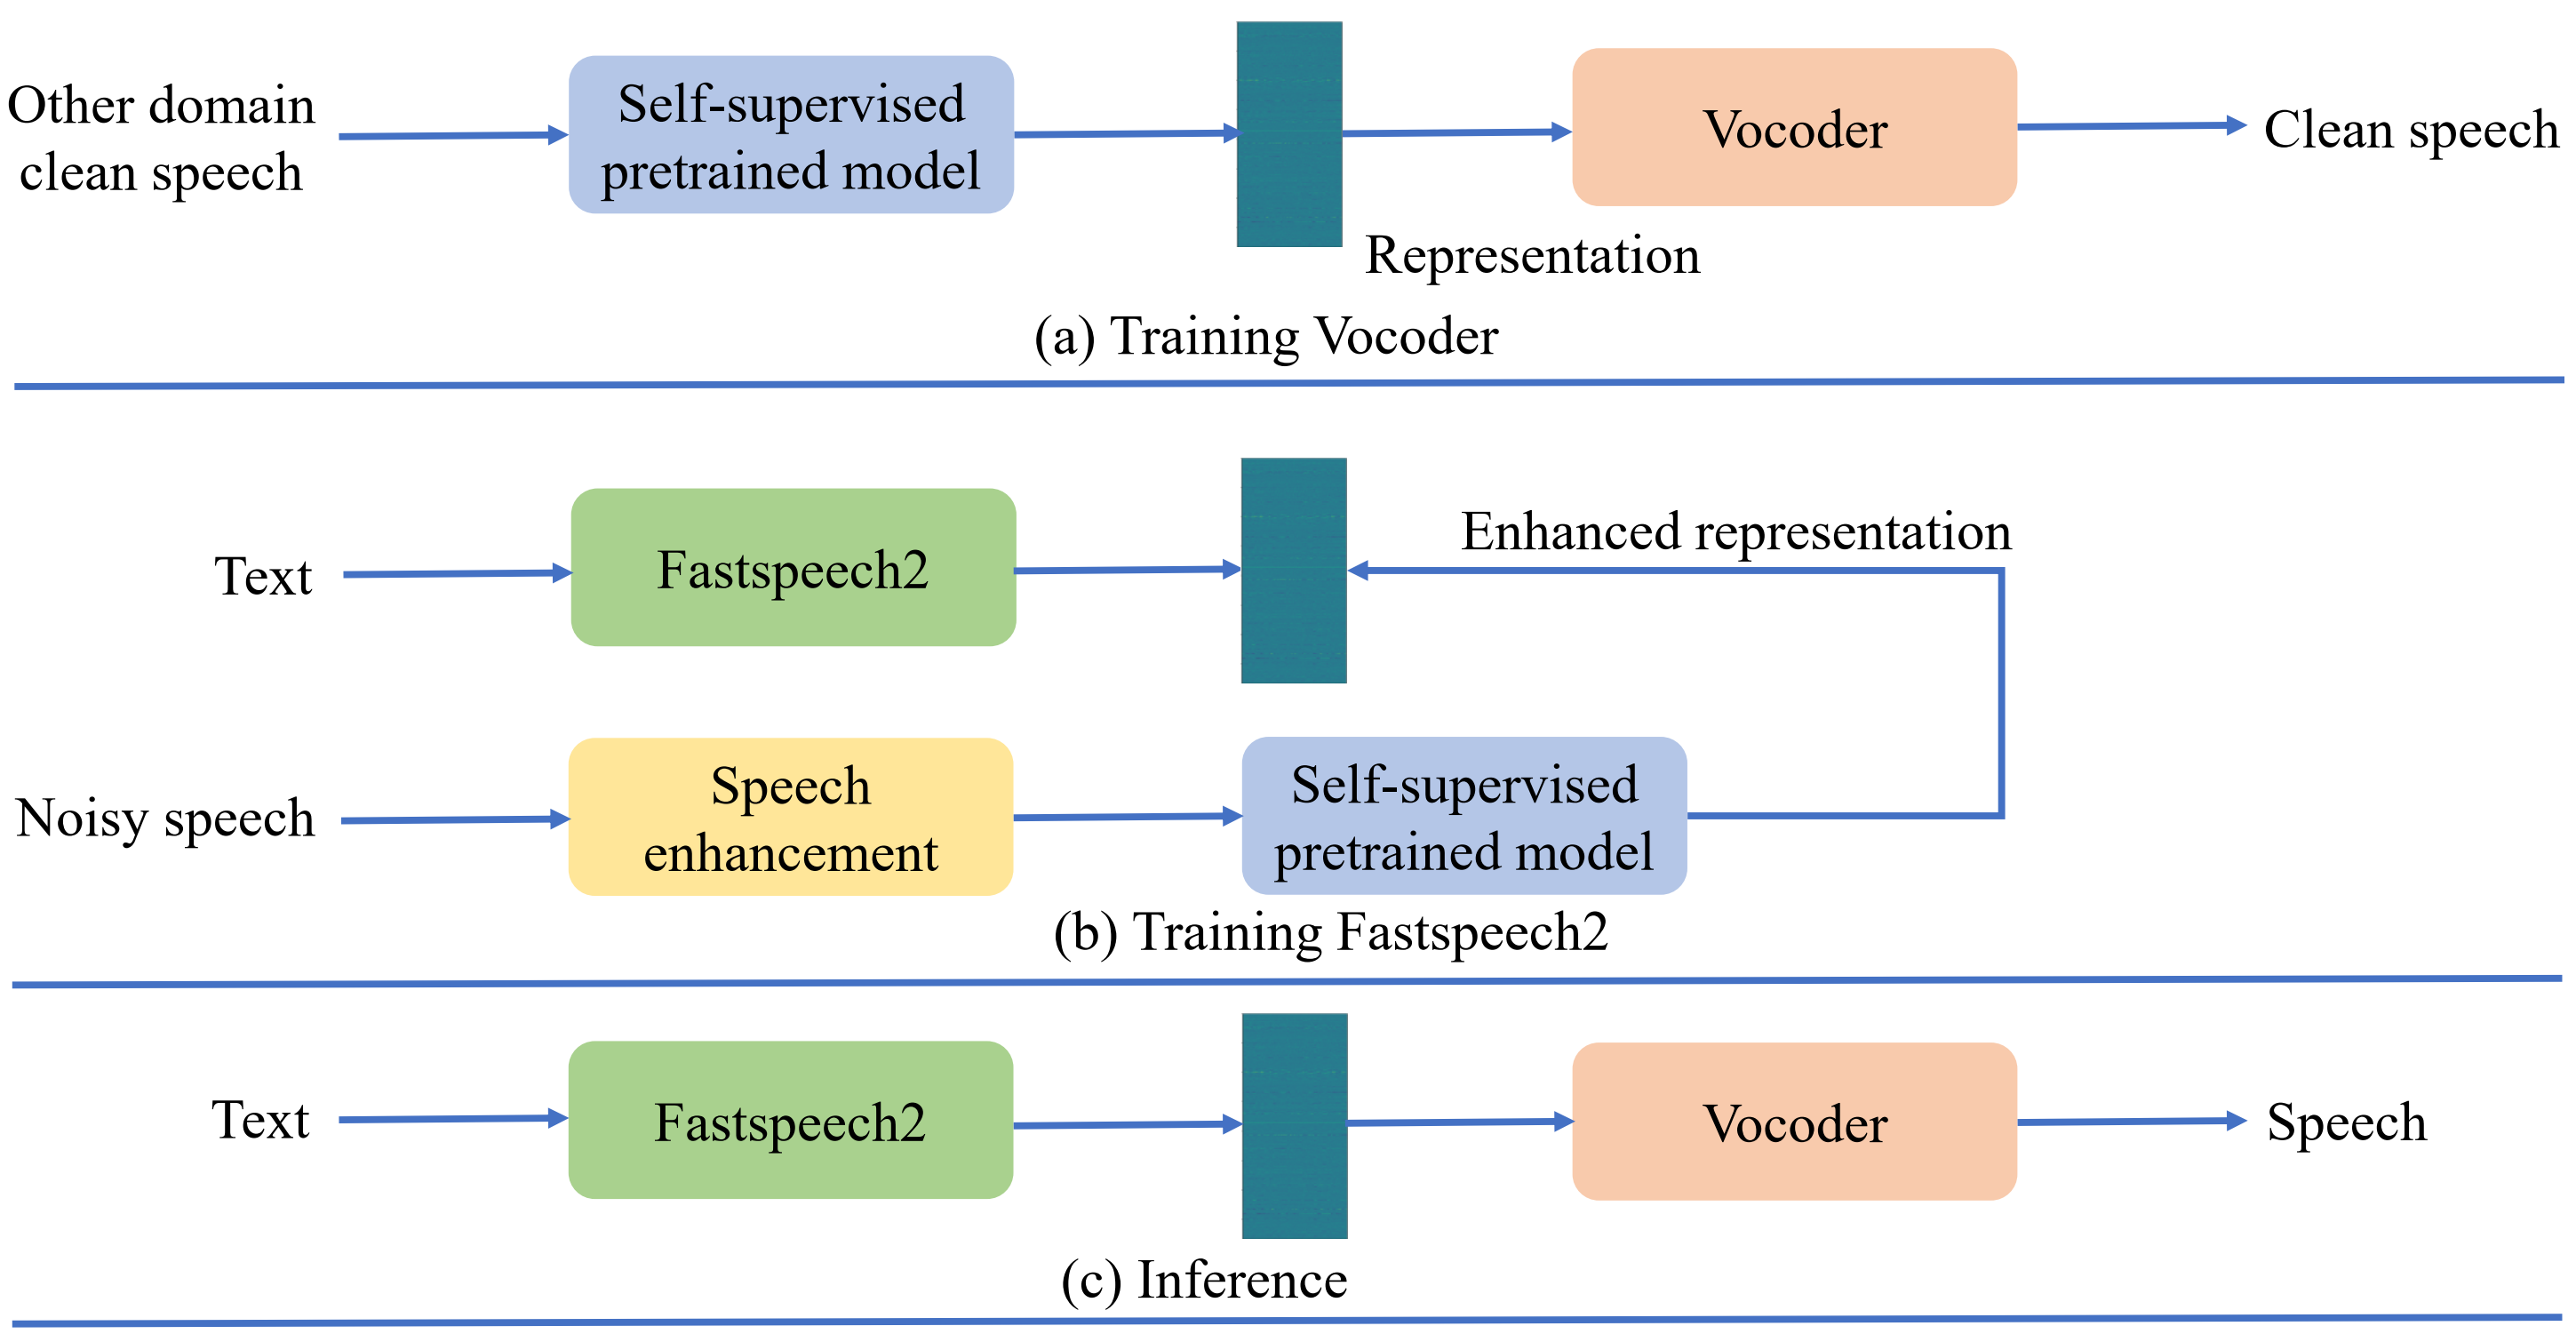 Other domain
clean speech
Self-supervised
pretrained model
Vocoder
Clean speech
Representation
(a) Training Vocoder
Text
Fastspeech2
Enhanced representation
Noisy speech
Speech
enhancement
Self-supervised
pretrained model
(b) Training Fastspeech2
Text
Fastspeech2
Vocoder
Speech
(c) Inference